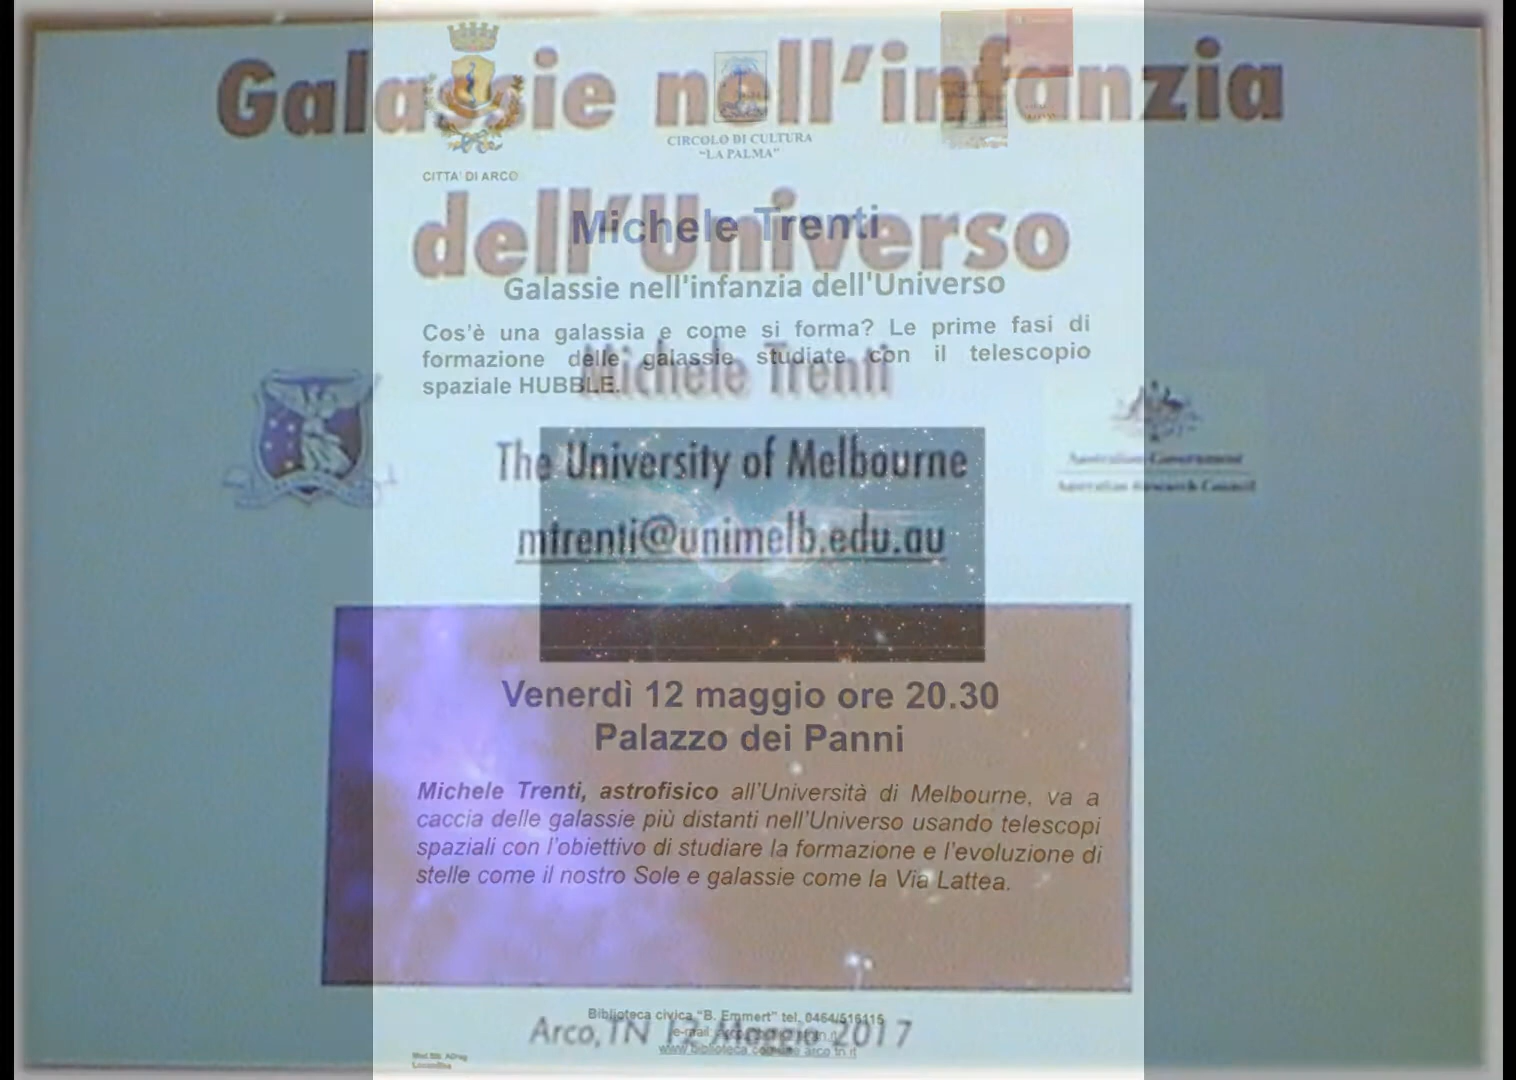 Galassie nell'infanzia
dell'Universo
Michele Trenti
The University of Melbourne
mtrenti@unimelb.edu.au
Australian Government
Australian Research Council
Arco, TN 12 Maggio 2017
CITTA' DI ARCO
CIRCOLO DI CULTURA
"LA PALMA"
Michele Trenti
Galassie nell'infanzia dell'Universo
Cos'è una galassia e come si forma? Le prime fasi di
formazione delle galassie studiate con il telescopio
spaziale HUBBLE.
Venerdì 12 maggio ore 20.30
Palazzo dei Panni
Michele Trenti, astrofisico all'Università di Melbourne, va a
caccia delle galassie più distanti nell'Universo usando telescopi
spaziali con l'obiettivo di studiare la formazione e l'evoluzione di
stelle come il nostro Sole e galassie come la Via Lattea.
Biblioteca civica "B. Emmert" tel. 0464/516115
e-mail: